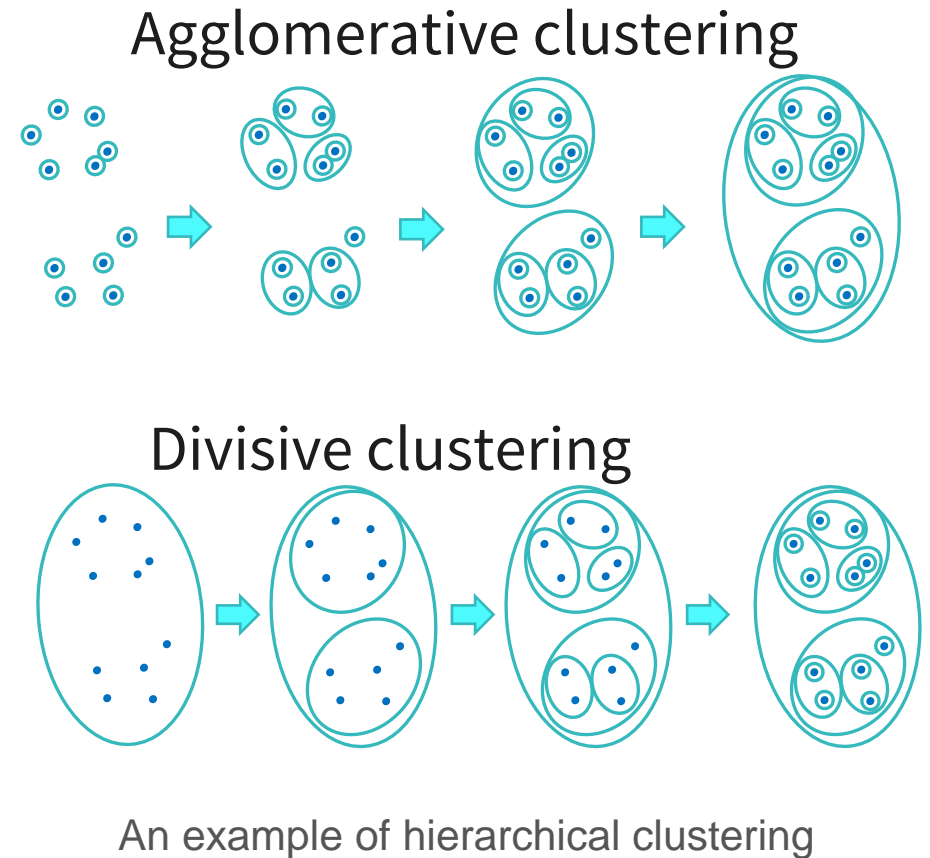 Agglomerative clustering
Divisive clustering
An example of hierarchical clustering